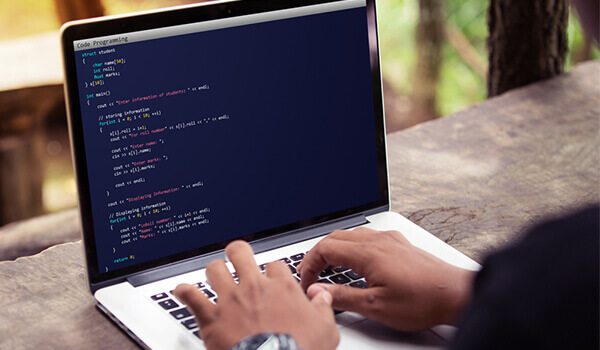 Code Programming
struct student
{
char name[50];
int roll;
float marks;
} s[10];
int main()
{
cout << "Enter information of students: " << endl;
// storing information
for(int i = 0; i < 10; ++i)
{
s[i].roll = i+1;
cout << "For roll number" << s[i].roll << "," << endl;
cout << "Enter name: ";
cin >> s[i].name;
cout << "Enter marks: ";
cin >> s[i].marks;
cout << endl;
}
cout << "Displaying Information: " << endl;
// Displaying information
for(int i = 0; i < 10; ++i)
{
cout << "\nRoll number: " << i+1 << endl;
cout << "Name: " << s[i].name << endl;
cout << "Marks: " << s[i].marks << endl;
}
return 0;
}